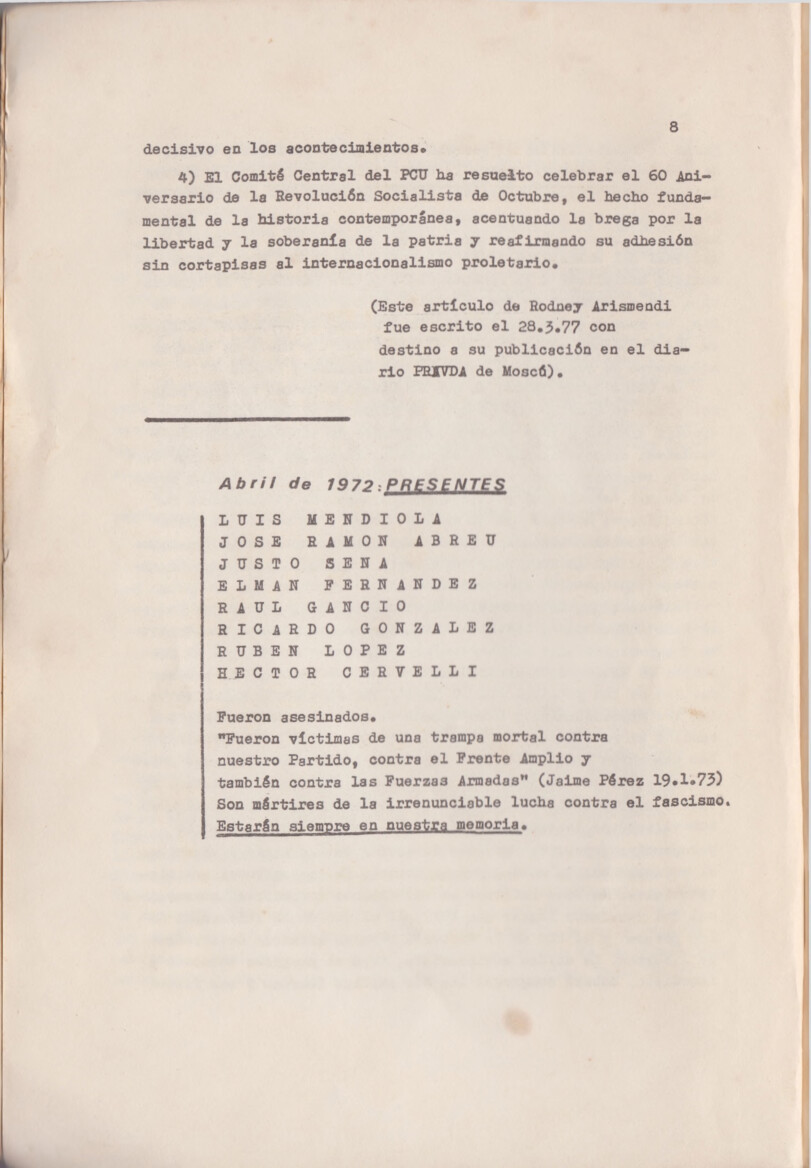 8
decisivo en los acontecimientos.
4) El Comité Central del PCU ha resuelto celebrar el 60 Ani-
versario de la Revolución Socialista de Octubre, el hecho funda-
mental de la historia contemporánea, acentuando la brega por la
libertad y la soberanía de la patria y reafirmando su adhesión
sin cortapisas al internacionalismo proletario.
(Este artículo de Rodney Arismendi
fue escrito el 28.3.77 con
destino a su publicación en el dia-
rio PRAVDA de Moscú).
Abril de 1972: PRESENTES
LUIS MENDIOLA
JOSE RAMON ABREU
JUSTO SENA
ELMAN FERNANDEZ
RAUL GANCIO
RICARDO GONZALEZ
RUBEN LOPEZ
HECTOR CERVELLI
Fueron asesinados.
"Fueron víctimas de una trampa mortal contra
nuestro Partido, contra el Frente Amplio y
también contra las Fuerzas Armadas" (Jaime Pérez 19.1.73)
Son mártires de la irrenunciable lucha contra el fascismo.
Estarán siempre en nuestra memoria.